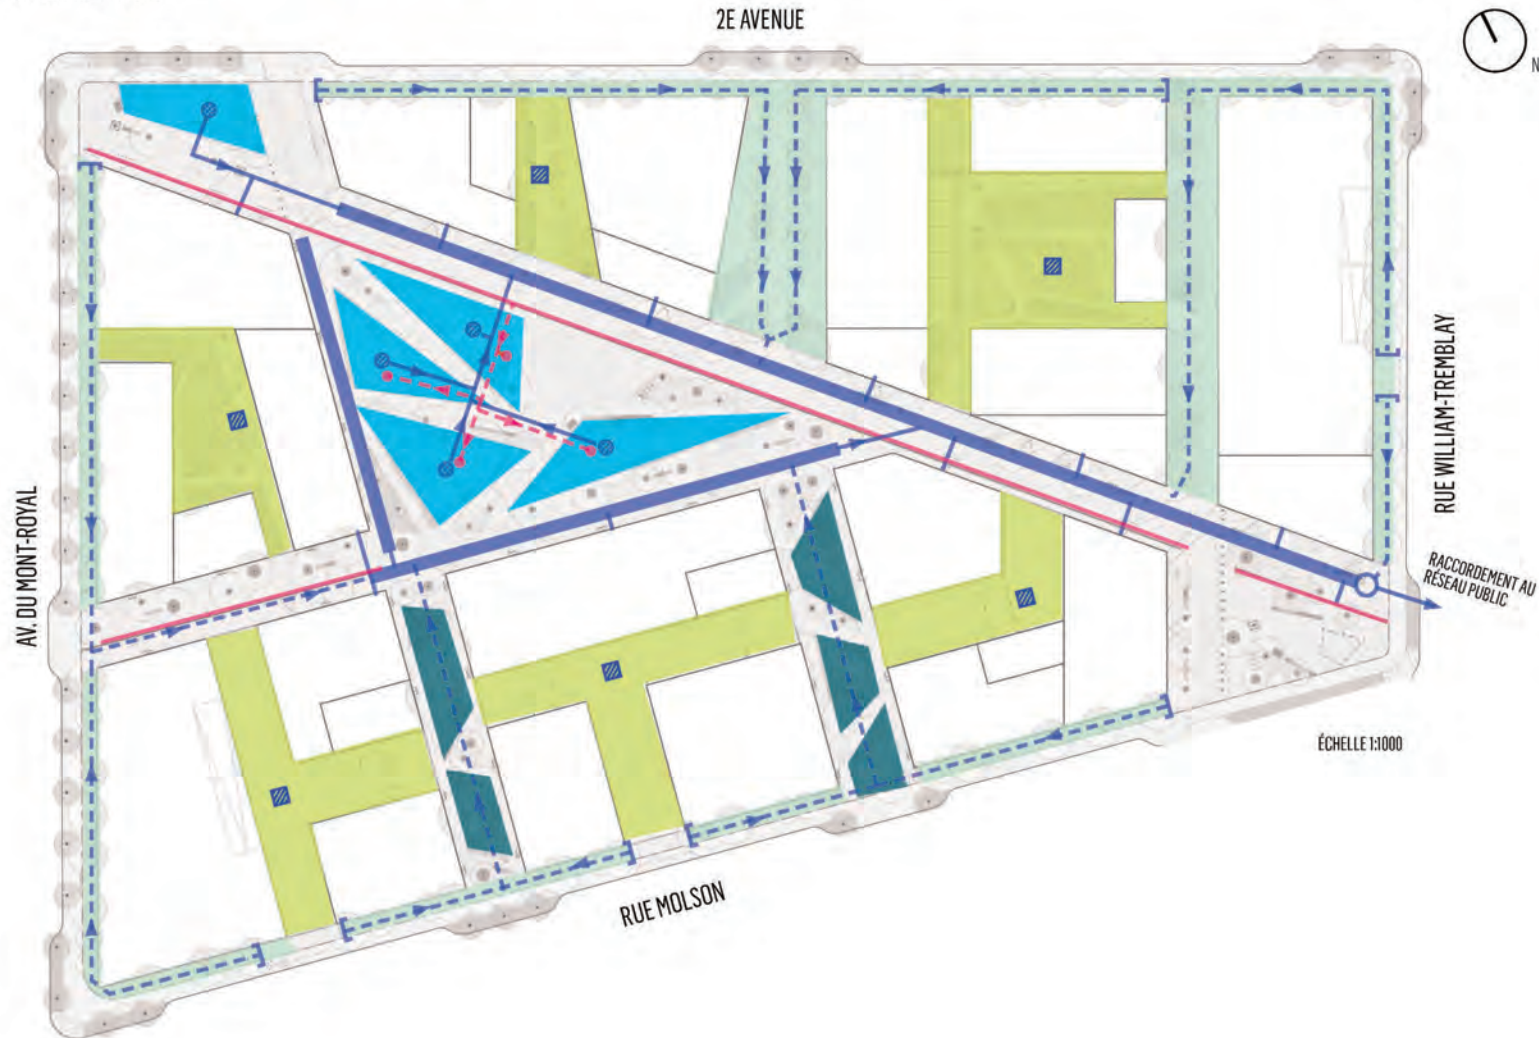 2E AVENUE
N
AV. DU MONT-ROYAL
RUE WILLIAM-TREMBLAY
RACCORDEMENT AU
RÉSEAU PUBLIC
ÉCHELLE 1:1000
RUE MOLSON